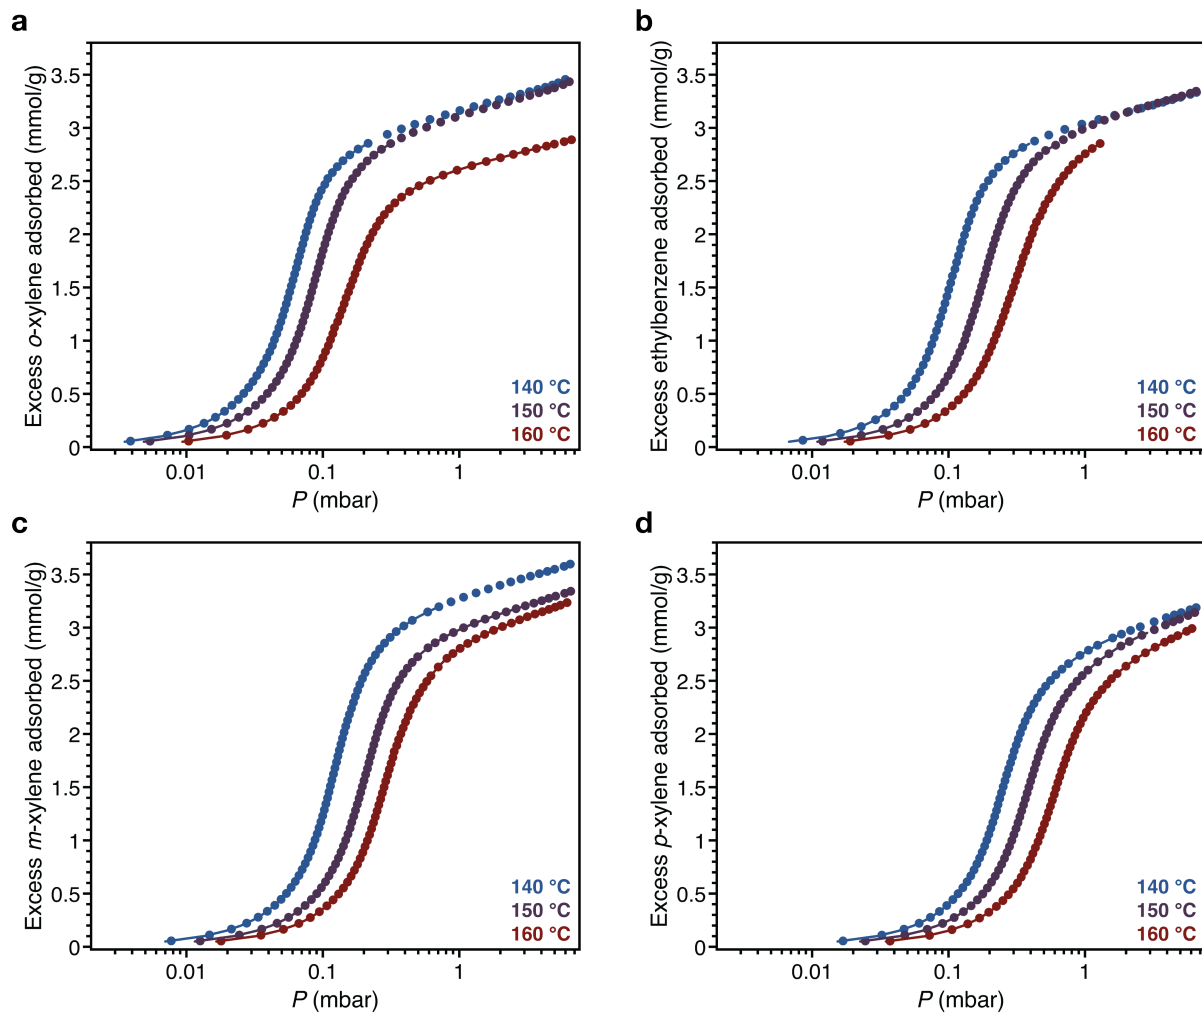 a
Excess o-xylene adsorbed (mmol/g)
3.5
3
2.5
2
1.5
1
0.5
0
140 °C
150 °C
160 °C
0.01
0.1
1
P (mbar)
b
Excess ethylbenzene adsorbed (mmol/g)
3.5
3
2.5
2
1.5
1
0.5
0
140 °C
150 °C
160 °C
0.01
0.1
1
P (mbar)
c
Excess m-xylene adsorbed (mmol/g)
3.5
3
2.5
2
1.5
1
0.5
0
140 °C
150 °C
160 °C
0.01
0.1
1
P (mbar)
d
Excess p-xylene adsorbed (mmol/g)
3.5
3
2.5
2
1.5
1
0.5
0
140 °C
150 °C
160 °C
0.01
0.1
1
P (mbar)